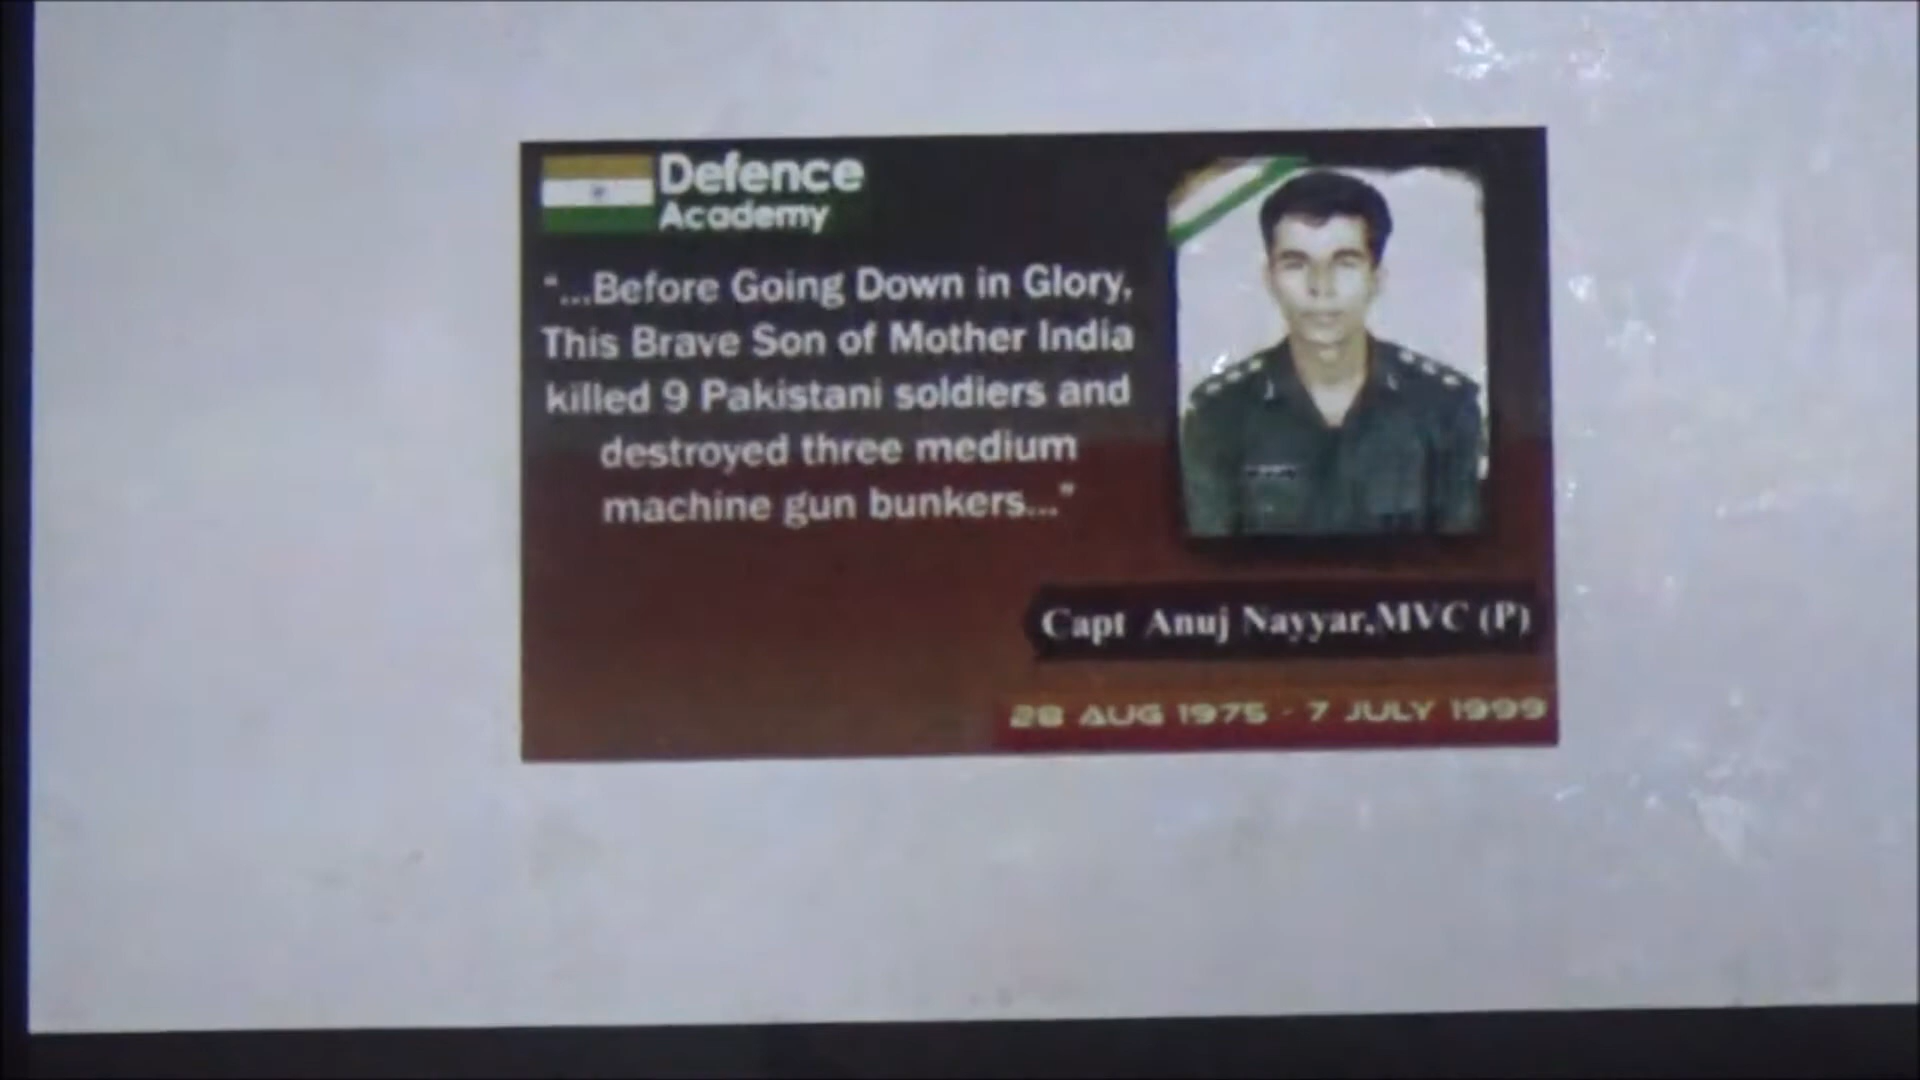 Defence
Academy
"...Before Going Down in Glory,
This Brave Son of Mother India
killed 9 Pakistani soldiers and
destroyed three medium
machine gun bunkers..."
Capt Anuj Nayyar,MVC (P)
28 AUG 1975 - 7 JULY 1999